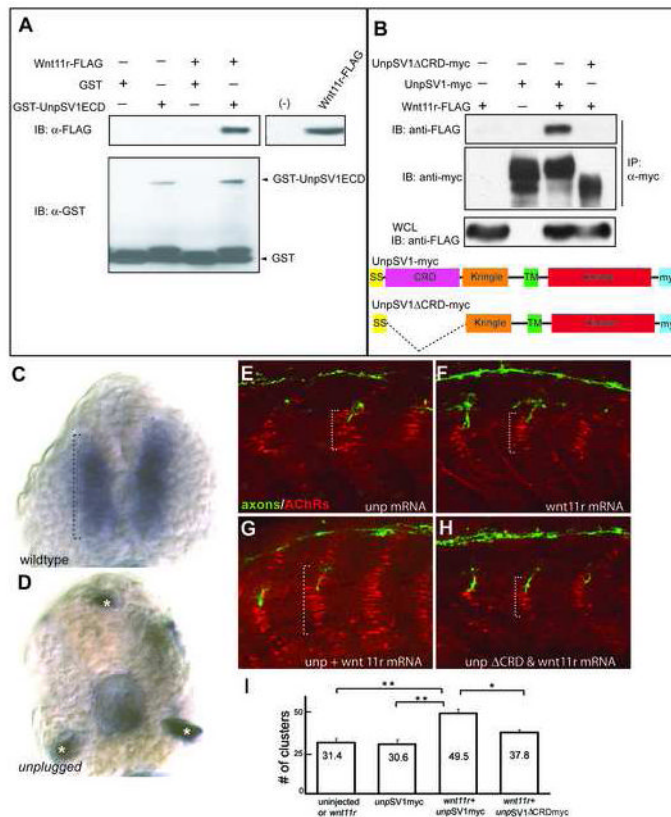 A
Wnt11r-FLAG − − + +
GST + − + −
GST-UnpSV1ECD − + − +
(-) Wnt11r-FLAG
IB: α-FLAG
IB: α-GST
GST-UnpSV1ECD
GST
B
UnpSV1ΔCRD-myc − − − +
UnpSV1-myc − + + −
Wnt11r-FLAG + − + +
IB: anti-FLAG
IB: anti-myc
IP: α-myc
WCL
IB: anti-FLAG
UnpSV1-myc
SS CRD Kringle TM my
UnpSV1ΔCRD-myc
SS Kringle TM my
C
wildtype
D
* * *
unplugged
E
axons/AChRs
unp mRNA
F
wnt11r mRNA
G
unp + wnt 11r mRNA
H
unp ΔCRD & wnt11r mRNA
I
# of clusters
50
25
0
** ** *
31.4 30.6 49.5 37.8
uninjected or wnt11r
unpSV1myc
wnt11r+ unpSV1myc
wnt11r+ unpSV1ΔCRDmyc